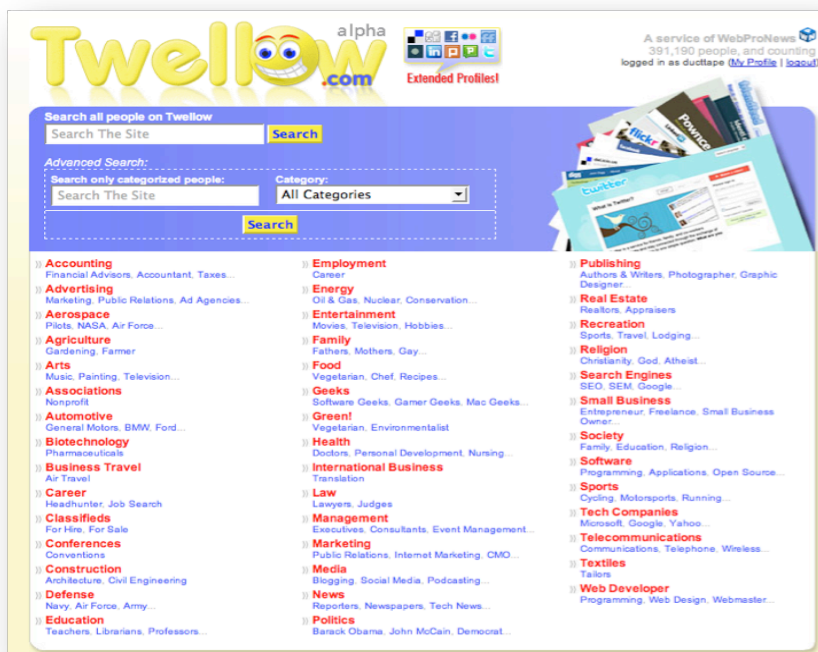 Twellow
alpha
.com
Extended Profiles!
A service of WebProNews
391,190 people, and counting
logged in as ducttape (My Profile | logout)
Search all people on Twellow
Search The Site
Search
Advanced Search:
Search only categorized people:
Category:
Search The Site
All Categories
Search
flickr
Pownce
twitter
What is Twitter?
» Accounting
Financial Advisors, Accountant, Taxes...
» Advertising
Marketing, Public Relations, Ad Agencies...
» Aerospace
Pilots, NASA, Air Force...
» Agriculture
Gardening, Farmer
» Arts
Music, Painting, Television...
» Associations
Nonprofit
» Automotive
General Motors, BMW, Ford...
» Biotechnology
Pharmaceuticals
» Business Travel
Air Travel
» Career
Headhunter, Job Search
» Classifieds
For Hire, For Sale
» Conferences
Conventions
» Construction
Architecture, Civil Engineering
» Defense
Navy, Air Force, Army...
» Education
Teachers, Librarians, Professors...
» Employment
Career
» Energy
Oil & Gas, Nuclear, Conservation...
» Entertainment
Movies, Television, Hobbies...
» Family
Fathers, Mothers, Gay...
» Food
Vegetarian, Chef, Recipes...
» Geeks
Software Geeks, Gamer Geeks, Mac Geeks...
» Green!
Vegetarian, Environmentalist
» Health
Doctors, Personal Development, Nursing...
» International Business
Translation
» Law
Lawyers, Judges
» Management
Executives, Consultants, Event Management...
» Marketing
Public Relations, Internet Marketing, CMO...
» Media
Blogging, Social Media, Podcasting...
» News
Reporters, Newspapers, Tech News...
» Politics
Barack Obama, John McCain, Democrat...
» Publishing
Authors & Writers, Photographer, Graphic
Designer...
» Real Estate
Realtors, Appraisers
» Recreation
Sports, Travel, Lodging...
» Religion
Christianity, God, Atheist...
» Search Engines
SEO, SEM, Google...
» Small Business
Entrepreneur, Freelance, Small Business
Owner...
» Society
Family, Education, Religion...
» Software
Programming, Applications, Open Source...
» Sports
Cycling, Motorsports, Running...
» Tech Companies
Microsoft, Google, Yahoo...
» Telecommunications
Communications, Telephone, Wireless...
» Textiles
Tailors
» Web Developer
Programming, Web Design, Webmaster...